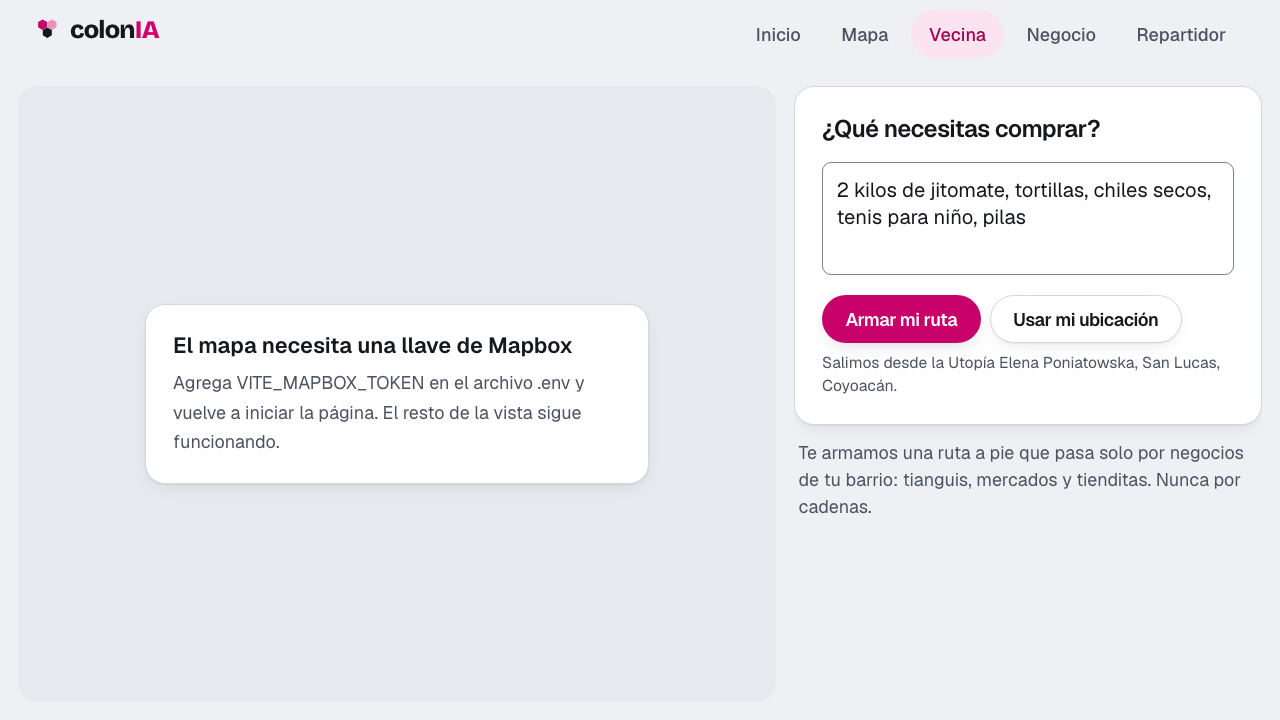 colonIA
Inicio
Mapa
Vecina
Negocio
Repartidor
El mapa necesita una llave de Mapbox
Agrega VITE_MAPBOX_TOKEN en el archivo .env y
vuelve a iniciar la página. El resto de la vista sigue
funcionando.
¿Qué necesitas comprar?
2 kilos de jitomate, tortillas, chiles secos,
tenis para niño, pilas
Armar mi ruta
Usar mi ubicación
Salimos desde la Utopía Elena Poniatowska, San Lucas,
Coyoacán.
Te armamos una ruta a pie que pasa solo por negocios
de tu barrio: tianguis, mercados y tienditas. Nunca por
cadenas.